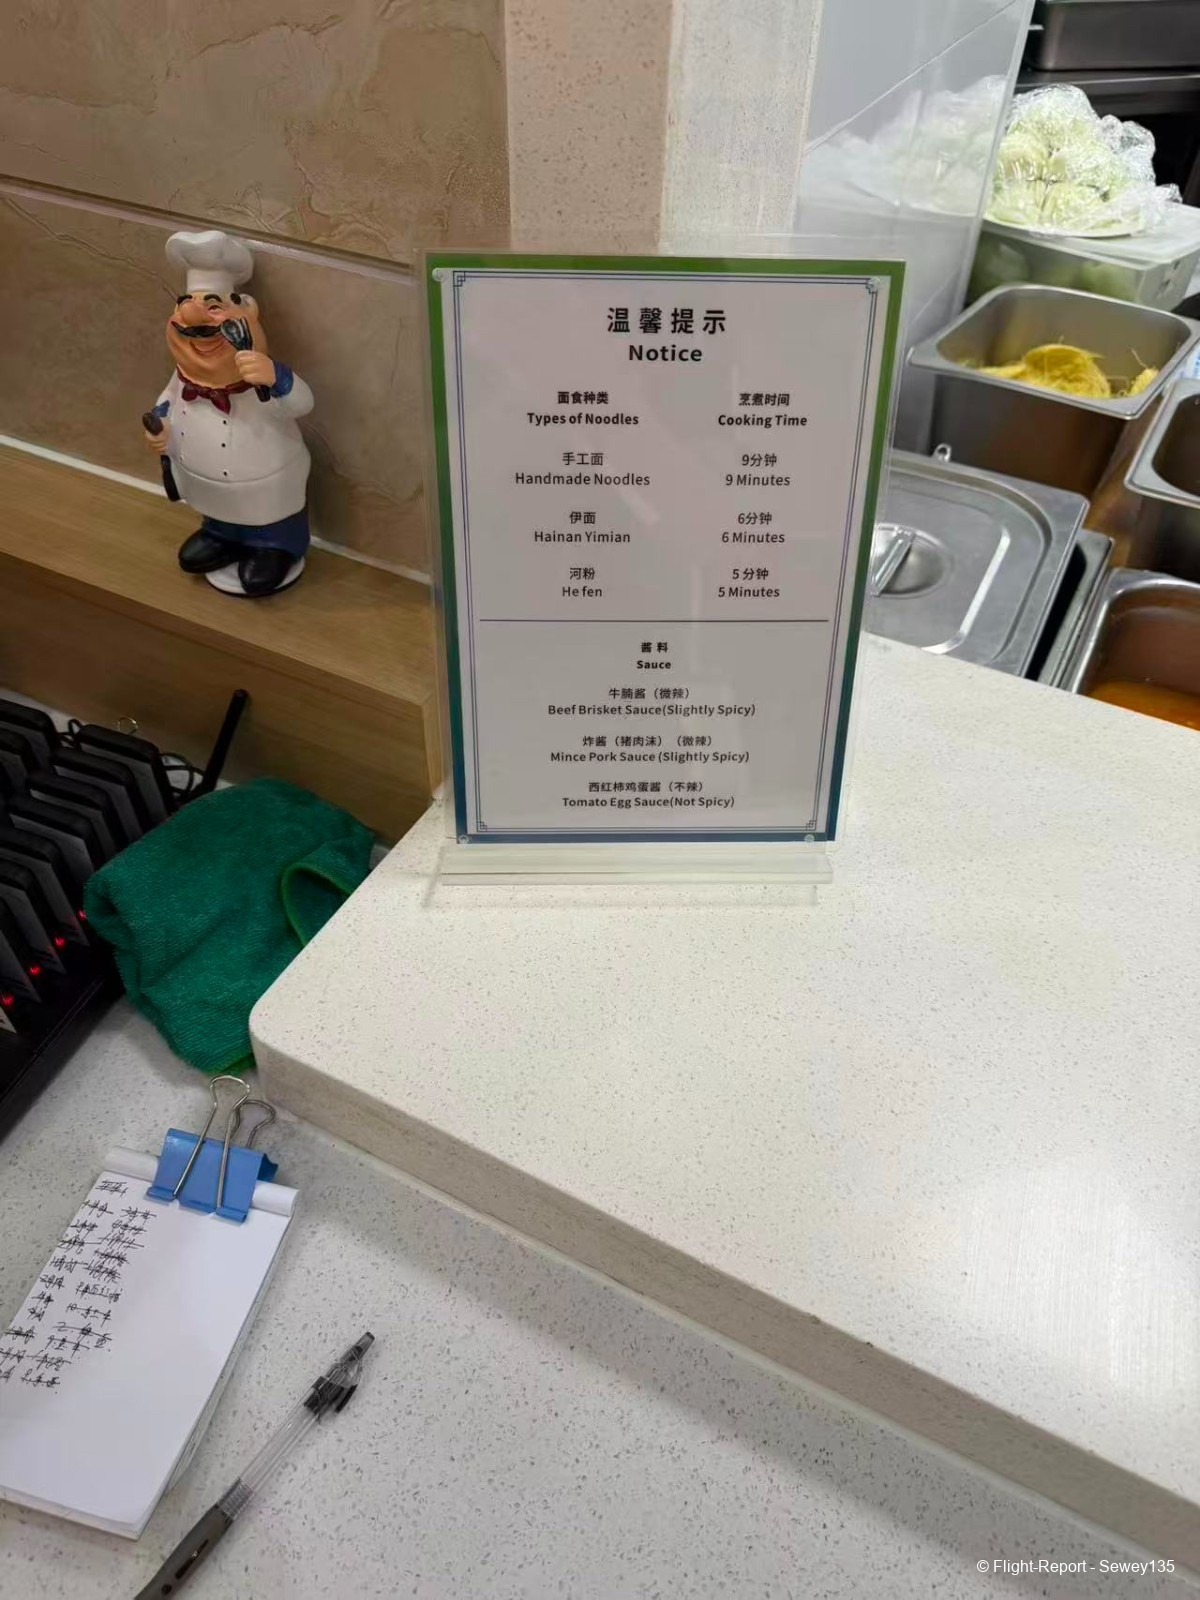 温馨提示
Notice
面食种类 烹煮时间
Types of Noodles Cooking Time
手工面 9分钟
Handmade Noodles 9 Minutes
伊面 6分钟
Hainan Yimian 6 Minutes
河粉 5 分钟
He fen 5 Minutes
酱 料
Sauce
牛腩酱（微辣）
Beef Brisket Sauce(Slightly Spicy)
炸酱（猪肉沫）（微辣）
Mince Pork Sauce (Slightly Spicy)
西红柿鸡蛋酱（不辣）
Tomato Egg Sauce(Not Spicy)
© Flight-Report - Sewey135